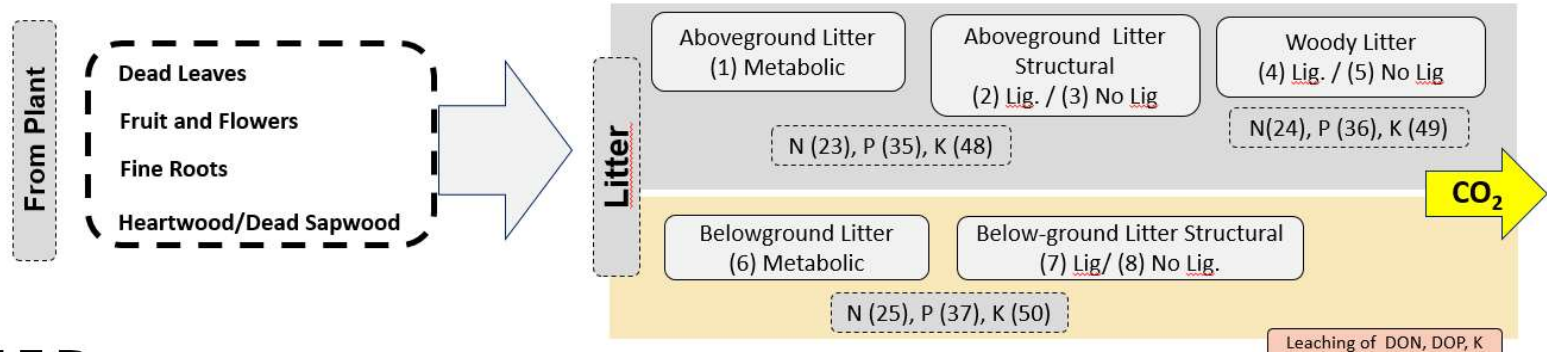 From Plant
Dead Leaves
Fruit and Flowers
Fine Roots
Heartwood/Dead Sapwood
Litter
Aboveground Litter
(1) Metabolic
Aboveground Litter
Structural
(2) Lig. / (3) No Lig
Woody Litter
(4) Lig. / (5) No Lig
N (23), P (35), K (48)
N(24), P (36), K (49)
CO₂
Belowground Litter
(6) Metabolic
Below-ground Litter Structural
(7) Lig/ (8) No Lig.
N (25), P (37), K (50)
Leaching of DON, DOP, K